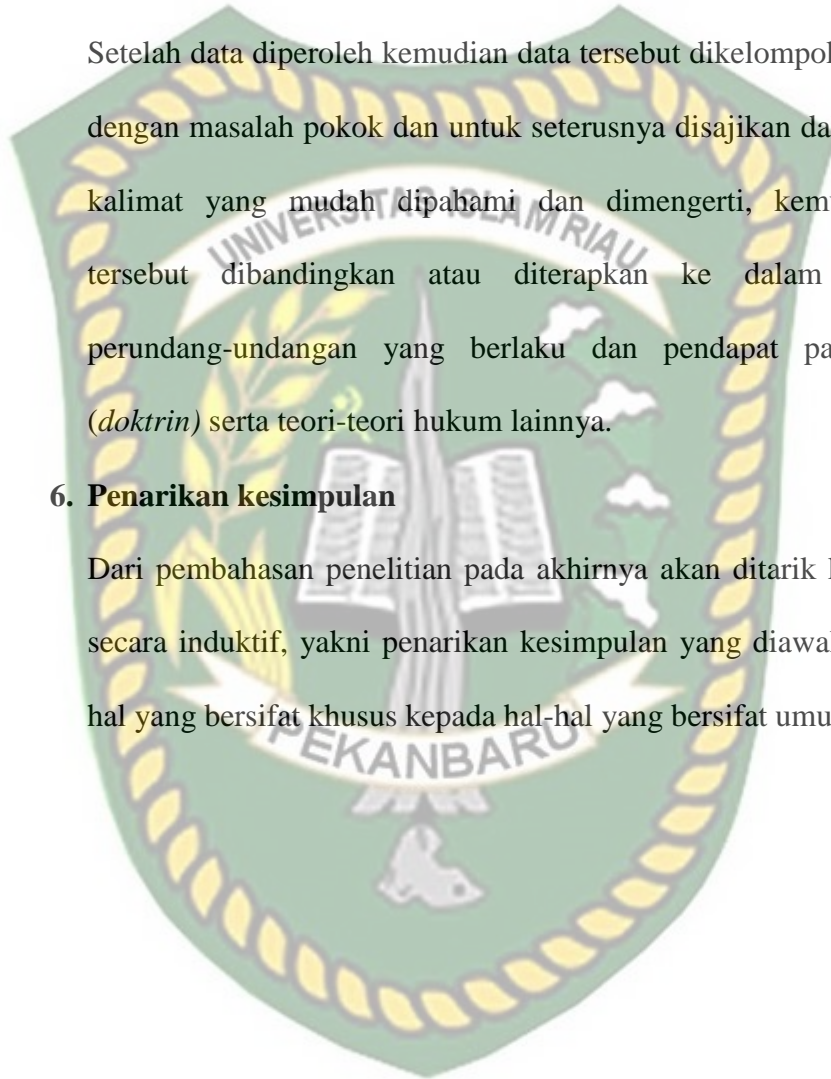 Setelah data diperoleh kemudian data tersebut dikelompo
dengan masalah pokok dan untuk seterusnya disajikan da
kalimat yang mudah dipahami dan dimengerti, kem
tersebut dibandingkan atau diterapkan ke dalam
perundang-undangan yang berlaku dan pendapat pa
(doktrin) serta teori-teori hukum lainnya.
6. Penarikan kesimpulan
Dari pembahasan penelitian pada akhirnya akan ditarik
secara induktif, yakni penarikan kesimpulan yang diawa
hal yang bersifat khusus kepada hal-hal yang bersifat umu
UNIVERSITAS ISLAM RIAU
PEKANBARU